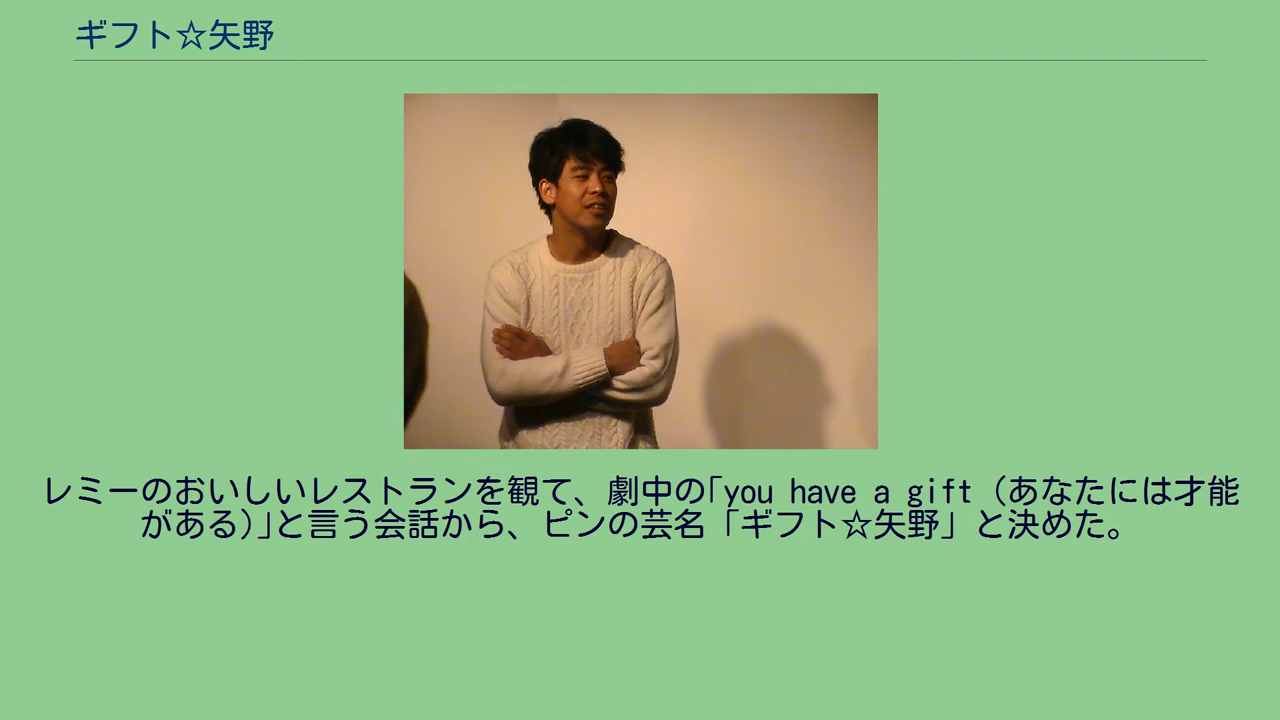 ギフト☆矢野
レミーのおいしいレストランを観て、劇中の｢you have a gift (あなたには才能
がある)｣と言う会話から、ピンの芸名「ギフト☆矢野」と決めた。